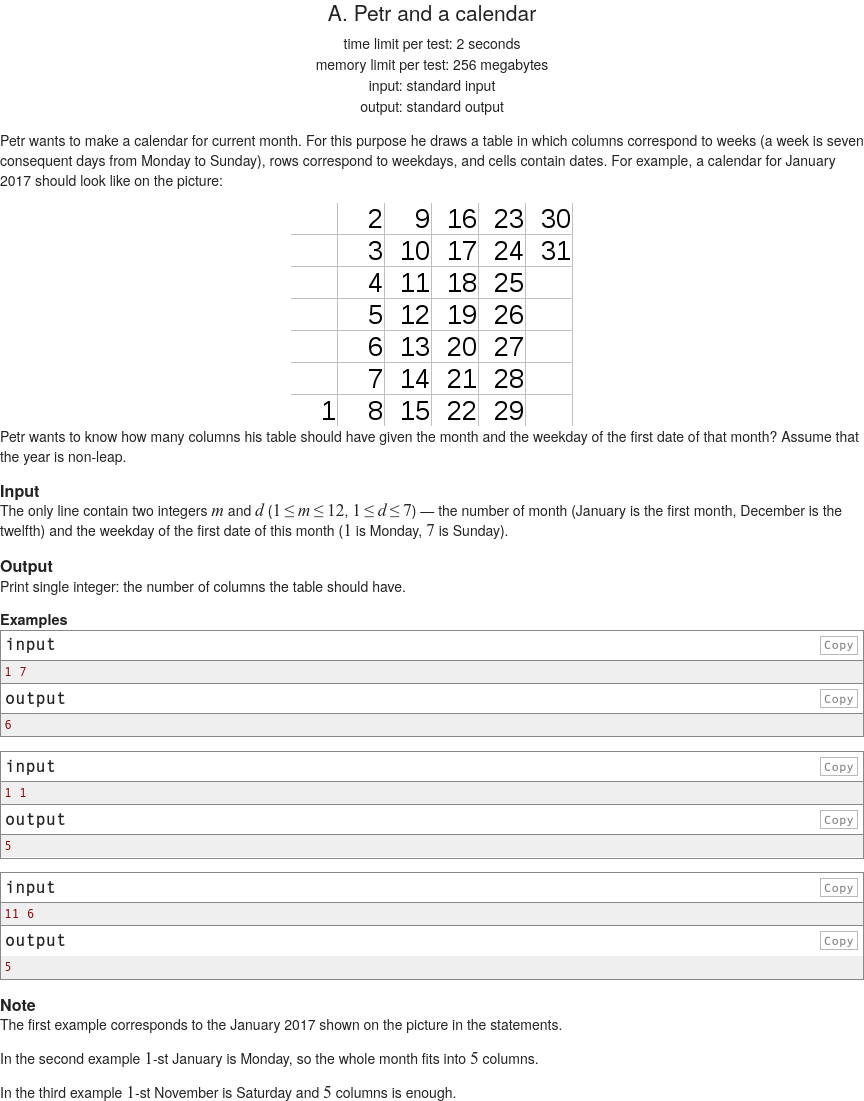 A. Petr and a calendar
time limit per test: 2 seconds
memory limit per test: 256 megabytes
input: standard input
output: standard output
Petr wants to make a calendar for current month. For this purpose he draws a table in which columns correspond to weeks (a week is seven
consequent days from Monday to Sunday), rows correspond to weekdays, and cells contain dates. For example, a calendar for January
2017 should look like on the picture:
2 9 16 23 30
3 10 17 24 31
4 11 18 25
5 12 19 26
6 13 20 27
7 14 21 28
1 8 15 22 29
Petr wants to know how many columns his table should have given the month and the weekday of the first date of that month? Assume that
the year is non-leap.
Input
The only line contain two integers m and d (1 ≤ m ≤ 12, 1 ≤ d ≤ 7) — the number of month (January is the first month, December is the
twelfth) and the weekday of the first date of this month (1 is Monday, 7 is Sunday).
Output
Print single integer: the number of columns the table should have.
Examples
input Copy
1 7
output Copy
6
input Copy
1 1
output Copy
5
input Copy
11 6
output Copy
5
Note
The first example corresponds to the January 2017 shown on the picture in the statements.
In the second example 1-st January is Monday, so the whole month fits into 5 columns.
In the third example 1-st November is Saturday and 5 columns is enough.